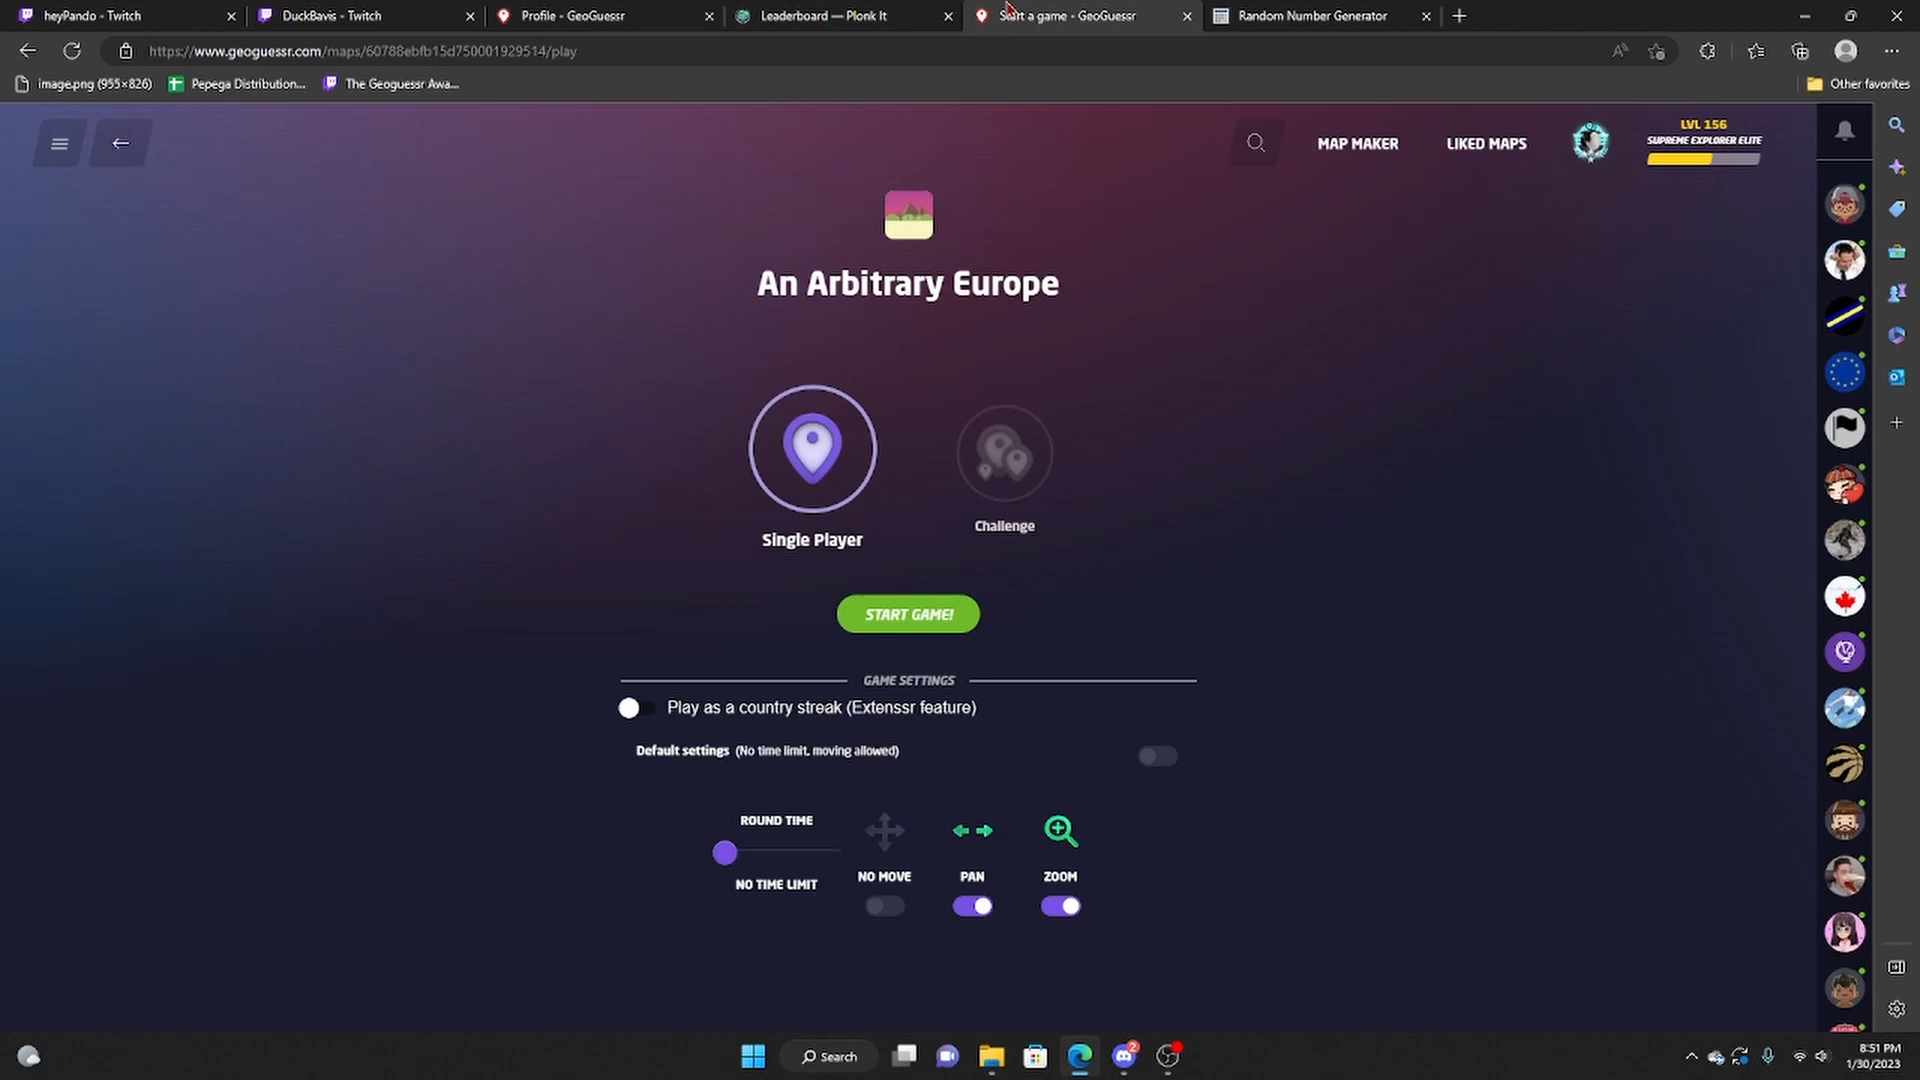 heyPando - Twitch
DuckBavis - Twitch
Profile - GeoGuessr
Leaderboard — Plonk It
Start a game - GeoGuessr
Random Number Generator
https://www.geoguessr.com/maps/60788ebfb15d750001929514/play
image.png (955×826)
Pepega Distribution...
The Geoguessr Awa...
Other favorites
MAP MAKER
LIKED MAPS
LVL 156
SUPREME EXPLORER ELITE
An Arbitrary Europe
Single Player
Challenge
START GAME!
GAME SETTINGS
Play as a country streak (Extenssr feature)
Default settings (No time limit, moving allowed)
ROUND TIME
NO TIME LIMIT
NO MOVE
PAN
ZOOM
Search
2
8:51 PM
1/30/2023